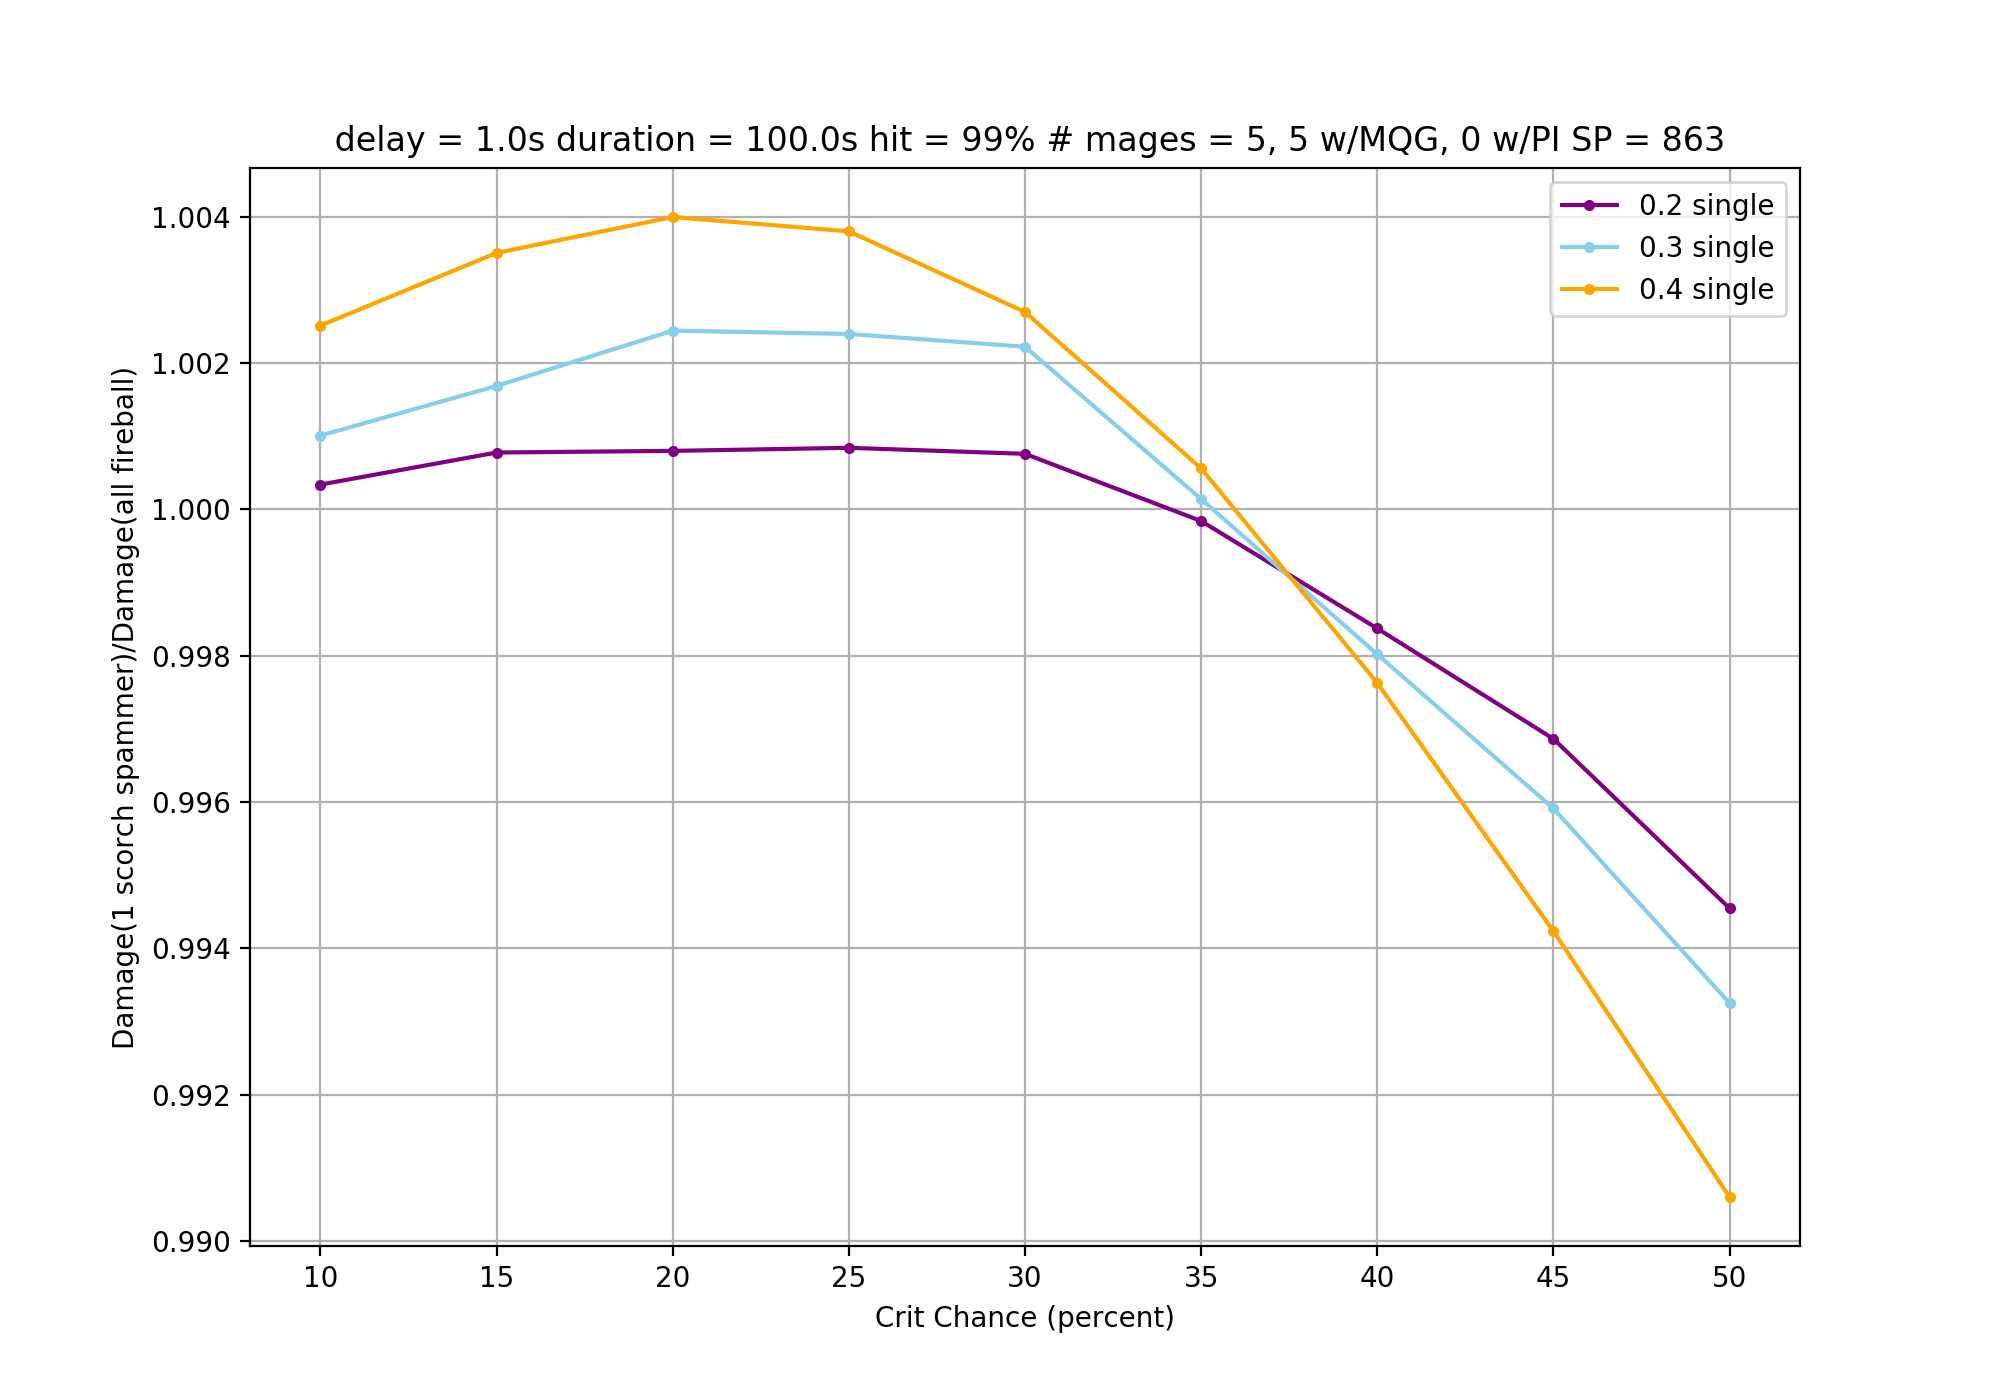 delay = 1.0s duration = 100.0s hit = 99% # mages = 5, 5 w/MQG, 0 w/PI SP = 863
0.2 single
0.3 single
0.4 single
Damage(1 scorch spammer)/Damage(all fireball)
1.004
1.002
1.000
0.998
0.996
0.994
0.992
0.990
10 15 20 25 30 35 40 45 50
Crit Chance (percent)